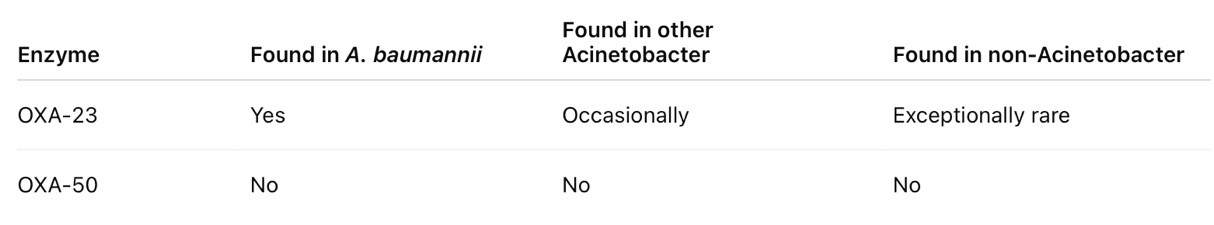 Enzyme Found in A. baumannii Found in other Acinetobacter Found in non-Acinetobacter
OXA-23 Yes Occasionally Exceptionally rare
OXA-50 No No No